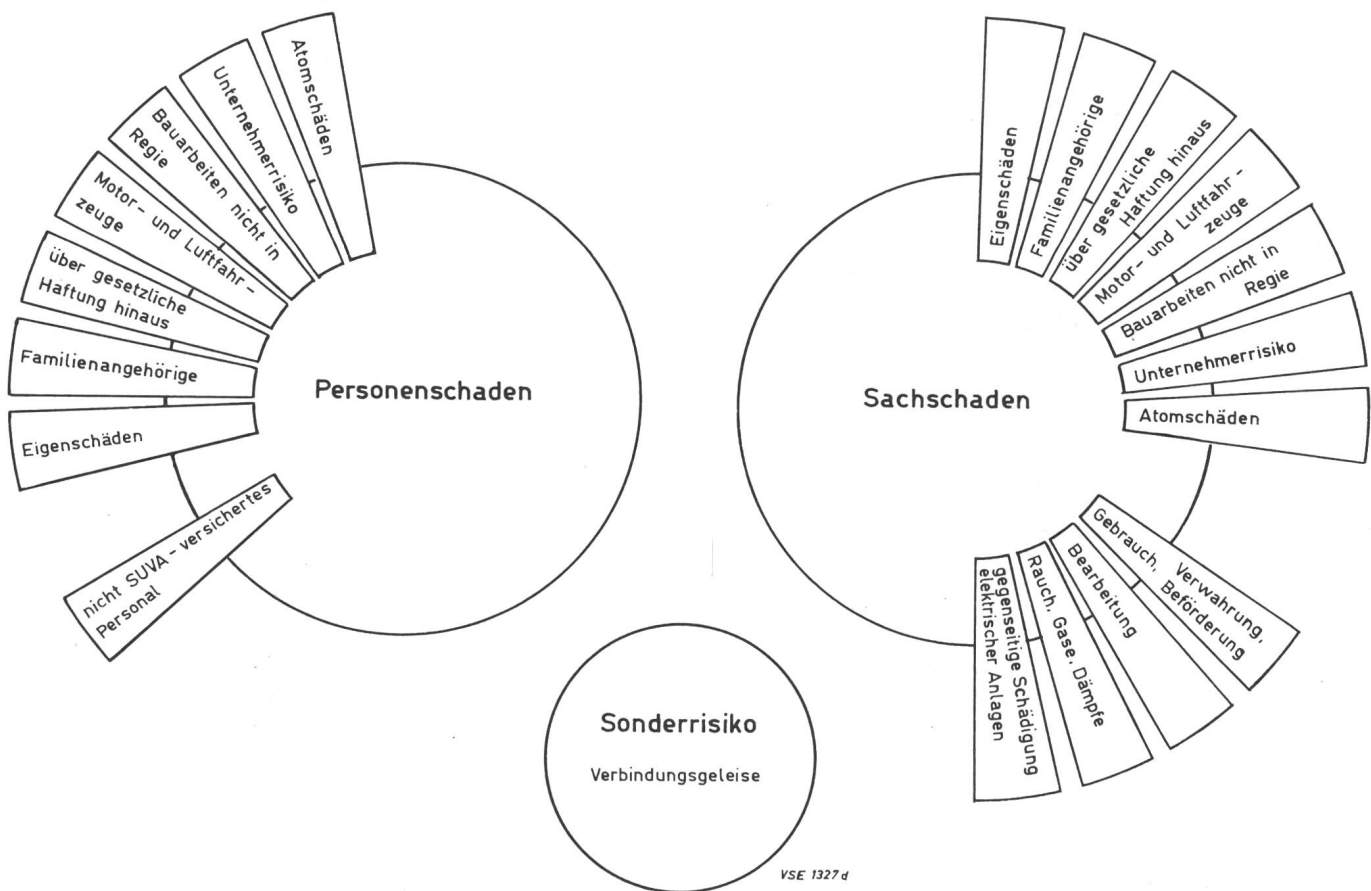 Atomschäden
Unternehmerrisiko
Bauarbeiten nicht in
Regie
Motor- und Luftfahr-
zeuge
über gesetzliche
Haftung hinaus
Familienangehörige
Eigenschäden
nicht SUVA-versichertes
Personal
Personenschaden
Eigenschäden
Familienangehörige
über gesetzliche
Haftung hinaus
Motor- und Luftfahr-
zeuge
Bauarbeiten nicht in
Regie
Unternehmerrisiko
Atomschäden
Sachschaden
Gebrauch, Verwahrung,
Beförderung
Bearbeitung
Rauch, Gase, Dämpfe
gegenseitige Schädigung
elektrischer Anlagen
Sonderrisiko
Verbindungsgeleise
VSE 1327 d